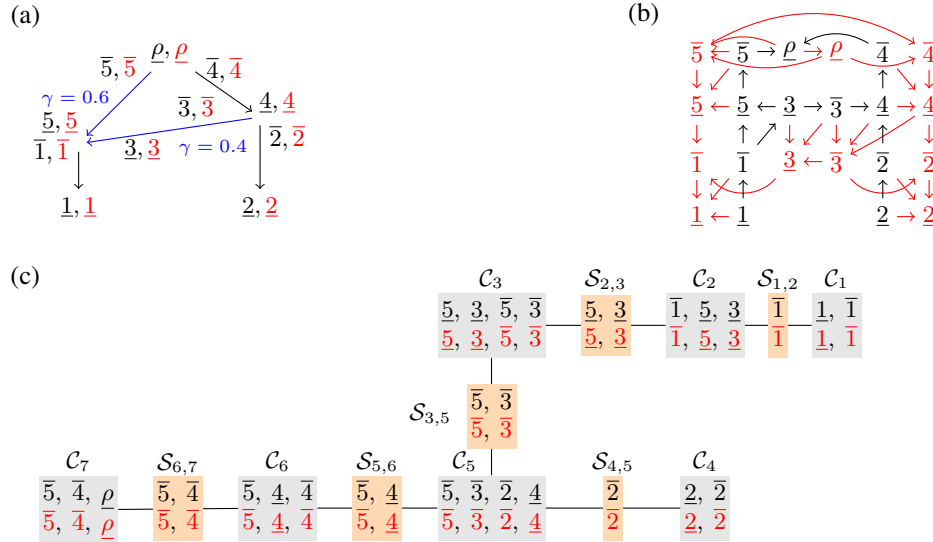 (a)
(b)
ρ̲, ρ̲
5̅, 5̅
4̅, 4̅
γ = 0.6
3̅, 3̅
4̲, 4̲
5̲, 5̲
1̅, 1̅
3̲, 3̲
γ = 0.4
2̅, 2̅
1̲, 1̲
2̲, 2̲
5̅ 5̅ ρ̲ ρ̲ 4̅ 4̅
5̲ 5̲ 3̲ 3̅ 4̲ 4̲
1̅ 1̅ 3̲ 3̅ 2̅ 2̅
1̲ 1̲ 2̲ 2̲
(c)
C₃ S₂,₃ C₂ S₁,₂ C₁
5̲, 3̲, 5̅, 3̅ 5̲, 3̲ 1̅, 5̲, 3̲ 1̅ 1̲, 1̅
5̲, 3̲, 5̅, 3̅ 5̲, 3̲ 1̅, 5̲, 3̲ 1̅ 1̲, 1̅
S₃,₅
5̅, 3̅
5̅, 3̅
C₇ S₆,₇ C₆ S₅,₆ C₅ S₄,₅ C₄
5̅, 4̅, ρ̲ 5̅, 4̅ 5̅, 4̲, 4̅ 5̅, 4̲ 5̅, 3̅, 2̅, 4̲ 2̅ 2̲, 2̅
5̅, 4̅, ρ̲ 5̅, 4̅ 5̅, 4̲, 4̅ 5̅, 4̲ 5̅, 3̅, 2̅, 4̲ 2̅ 2̲, 2̅